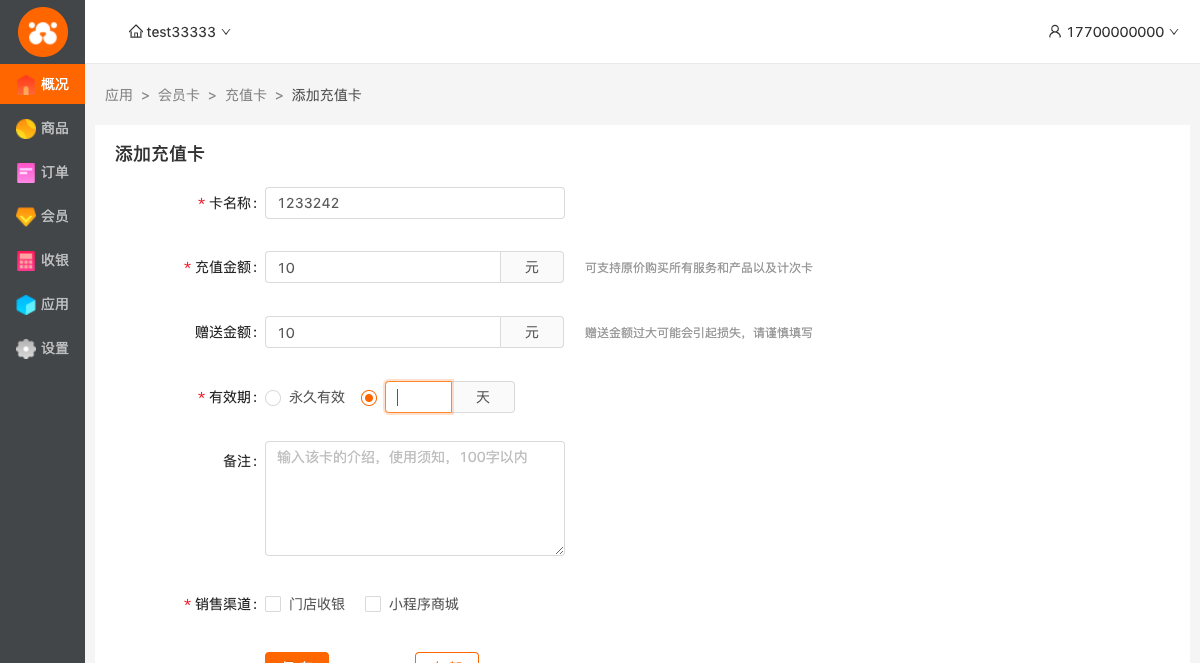 test33333
17700000000
概况
商品
订单
会员
收银
应用
设置
应用 > 会员卡 > 充值卡 > 添加充值卡
添加充值卡
* 卡名称: 1233242
* 充值金额: 10 元 可支持原价购买所有服务和产品以及计次卡
赠送金额: 10 元 赠送金额过大可能会引起损失，请谨慎填写
* 有效期: 永久有效 天
备注: 输入该卡的介绍，使用须知，100字以内
* 销售渠道: 门店收银 小程序商城